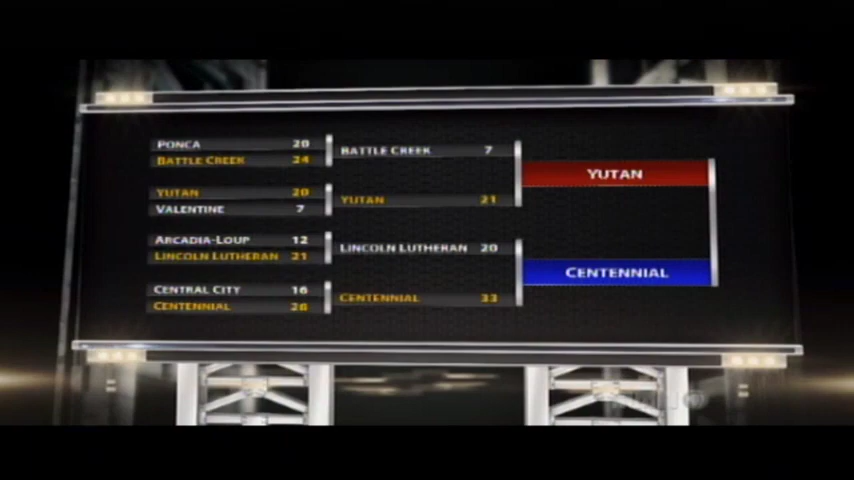 PONCA 20
BATTLE CREEK 24
YUTAN 20
VALENTINE 7
ARCADIA-LOUP 12
LINCOLN LUTHERAN 21
CENTRAL CITY 16
CENTENNIAL 26
BATTLE CREEK 7
YUTAN 21
LINCOLN LUTHERAN 20
CENTENNIAL 33
YUTAN
CENTENNIAL